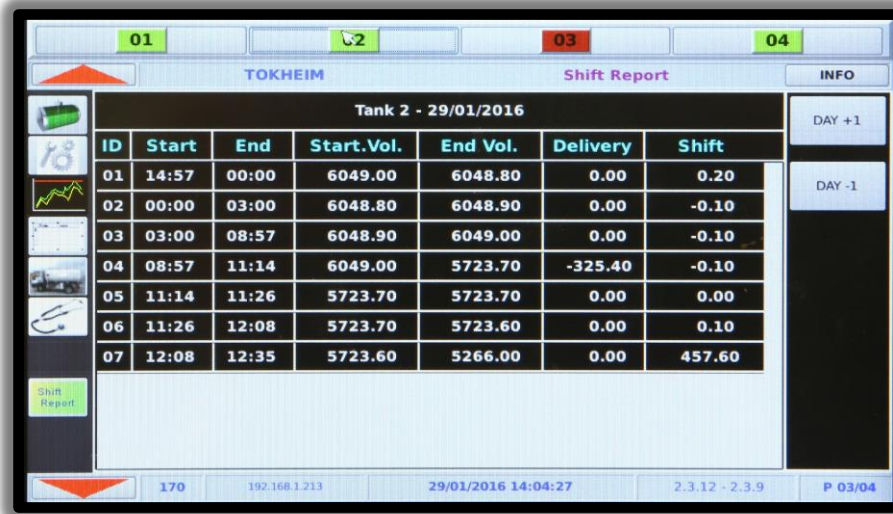 01 02 03 04
TOKHEIM Shift Report INFO
Tank 2 - 29/01/2016
DAY +1
ID Start End Start.Vol. End Vol. Delivery Shift
01 14:57 00:00 6049.00 6048.80 0.00 0.20
DAY -1
02 00:00 03:00 6048.80 6048.90 0.00 -0.10
03 03:00 08:57 6048.90 6049.00 0.00 -0.10
04 08:57 11:14 6049.00 5723.70 -325.40 -0.10
05 11:14 11:26 5723.70 5723.70 0.00 0.00
06 11:26 12:08 5723.70 5723.60 0.00 0.10
07 12:08 12:35 5723.60 5266.00 0.00 457.60
Shift
Report
170 192.168.1.213 29/01/2016 14:04:27 2.3.12 - 2.3.9 P 03/04